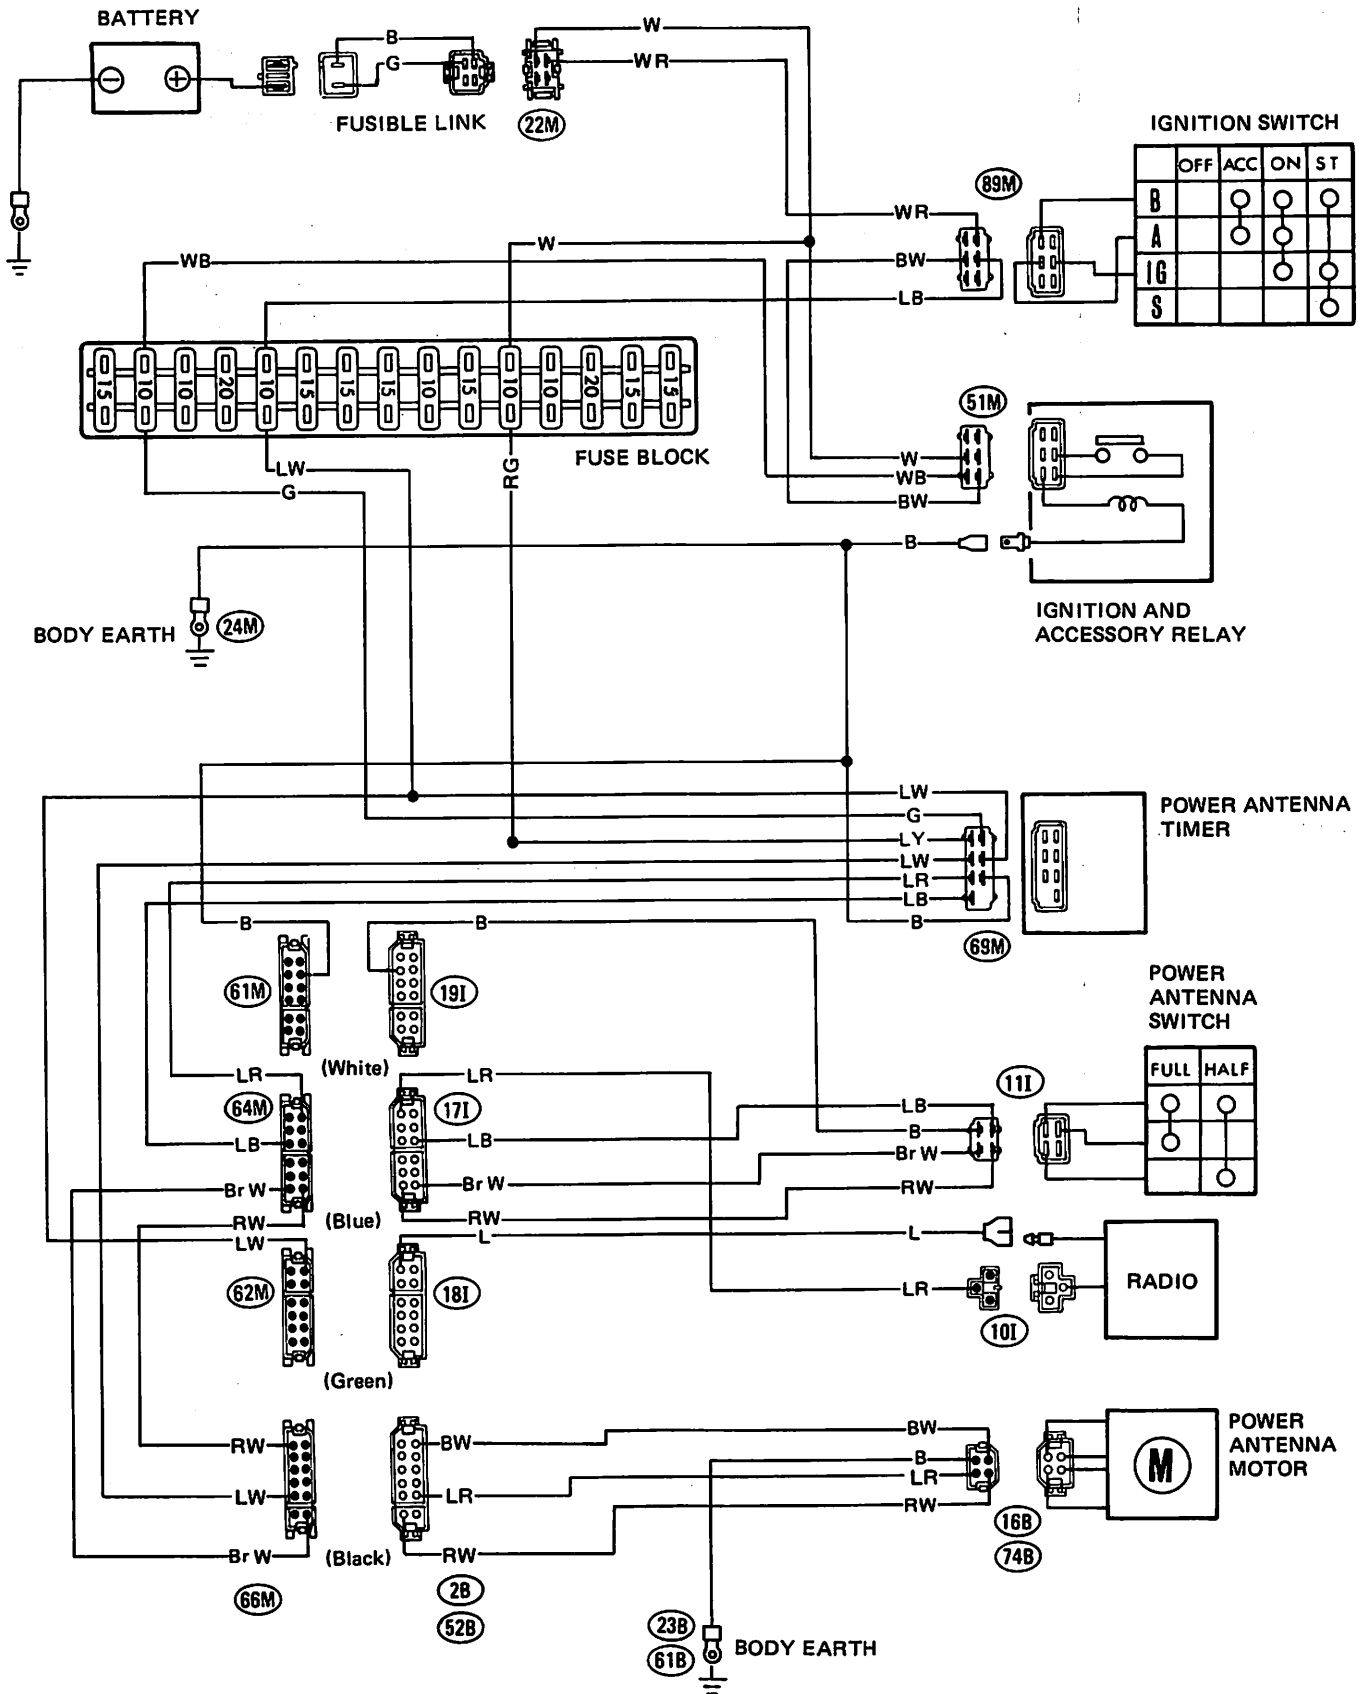 BATTERY
W
B
WR
G
FUSIBLE LINK
22M
IGNITION SWITCH
OFF ACC ON ST
89M
B
WR
A
W
WB
BW
IG
LB
S
15 10 10 20 10 15 15 15 10 15 10 10 20 15 15
51M
FUSE BLOCK
W
LW
RG
WB
G
BW
B
IGNITION AND
ACCESSORY RELAY
BODY EARTH
24M
LW
POWER ANTENNA
TIMER
G
LY
LW
LR
LB
B
B
B
69M
61M
19I
POWER
ANTENNA
SWITCH
(White)
FULL HALF
LR
LR
11I
64M
17I
LB
LB
LB
B
BrW
BrW
BrW
RW
RW
RW
(Blue)
LW
L
L
62M
18I
LR
RADIO
10I
(Green)
RW
BW
BW
POWER
ANTENNA
MOTOR
B
M
LR
LW
LR
RW
16B
BrW
(Black)
RW
74B
66M
2B
52B
23B
BODY EARTH
61B